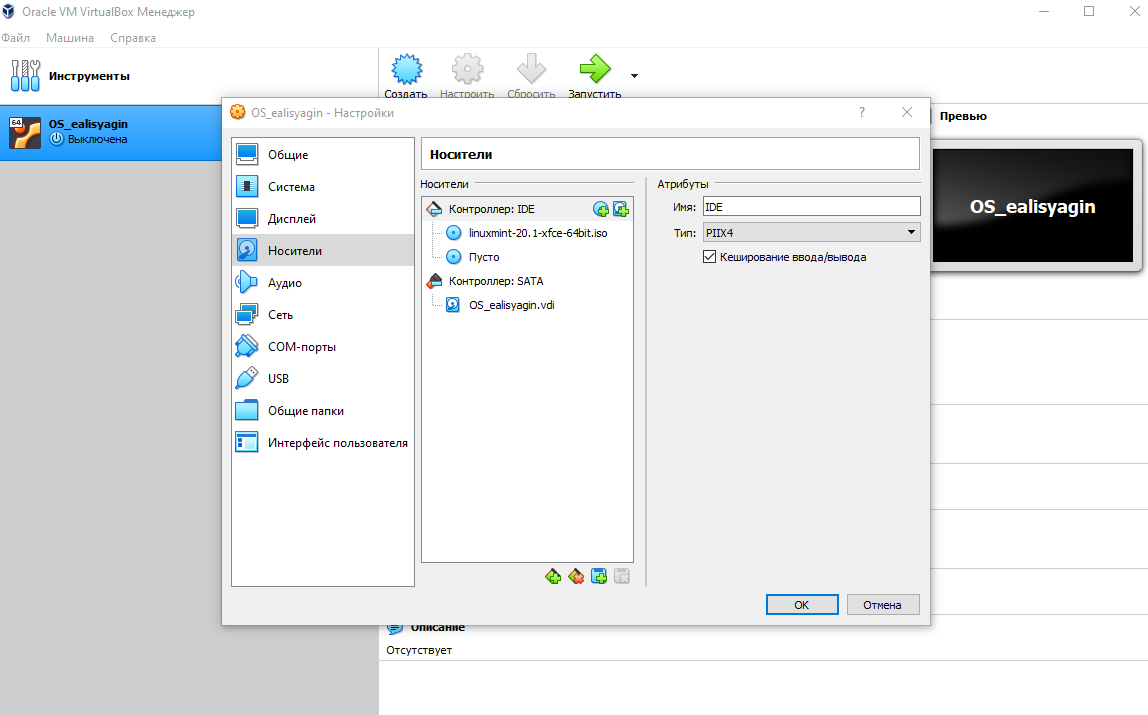 Oracle VM VirtualBox Менеджер
Файл Машина Справка
Инструменты
Создать Настроить Сбросить Запустить
64
OS_ealisyagin
Выключена
OS_ealisyagin - Настройки
?
Превью
OS_ealisyagin
Общие
Система
Дисплей
Носители
Аудио
Сеть
COM-порты
USB
Общие папки
Интерфейс пользователя
Носители
Носители
Контроллер: IDE
linuxmint-20.1-xfce-64bit.iso
Пусто
Контроллер: SATA
OS_ealisyagin.vdi
Атрибуты
Имя: IDE
Тип: PIIX4
Кеширование ввода/вывода
OK Отмена
Описание
Отсутствует